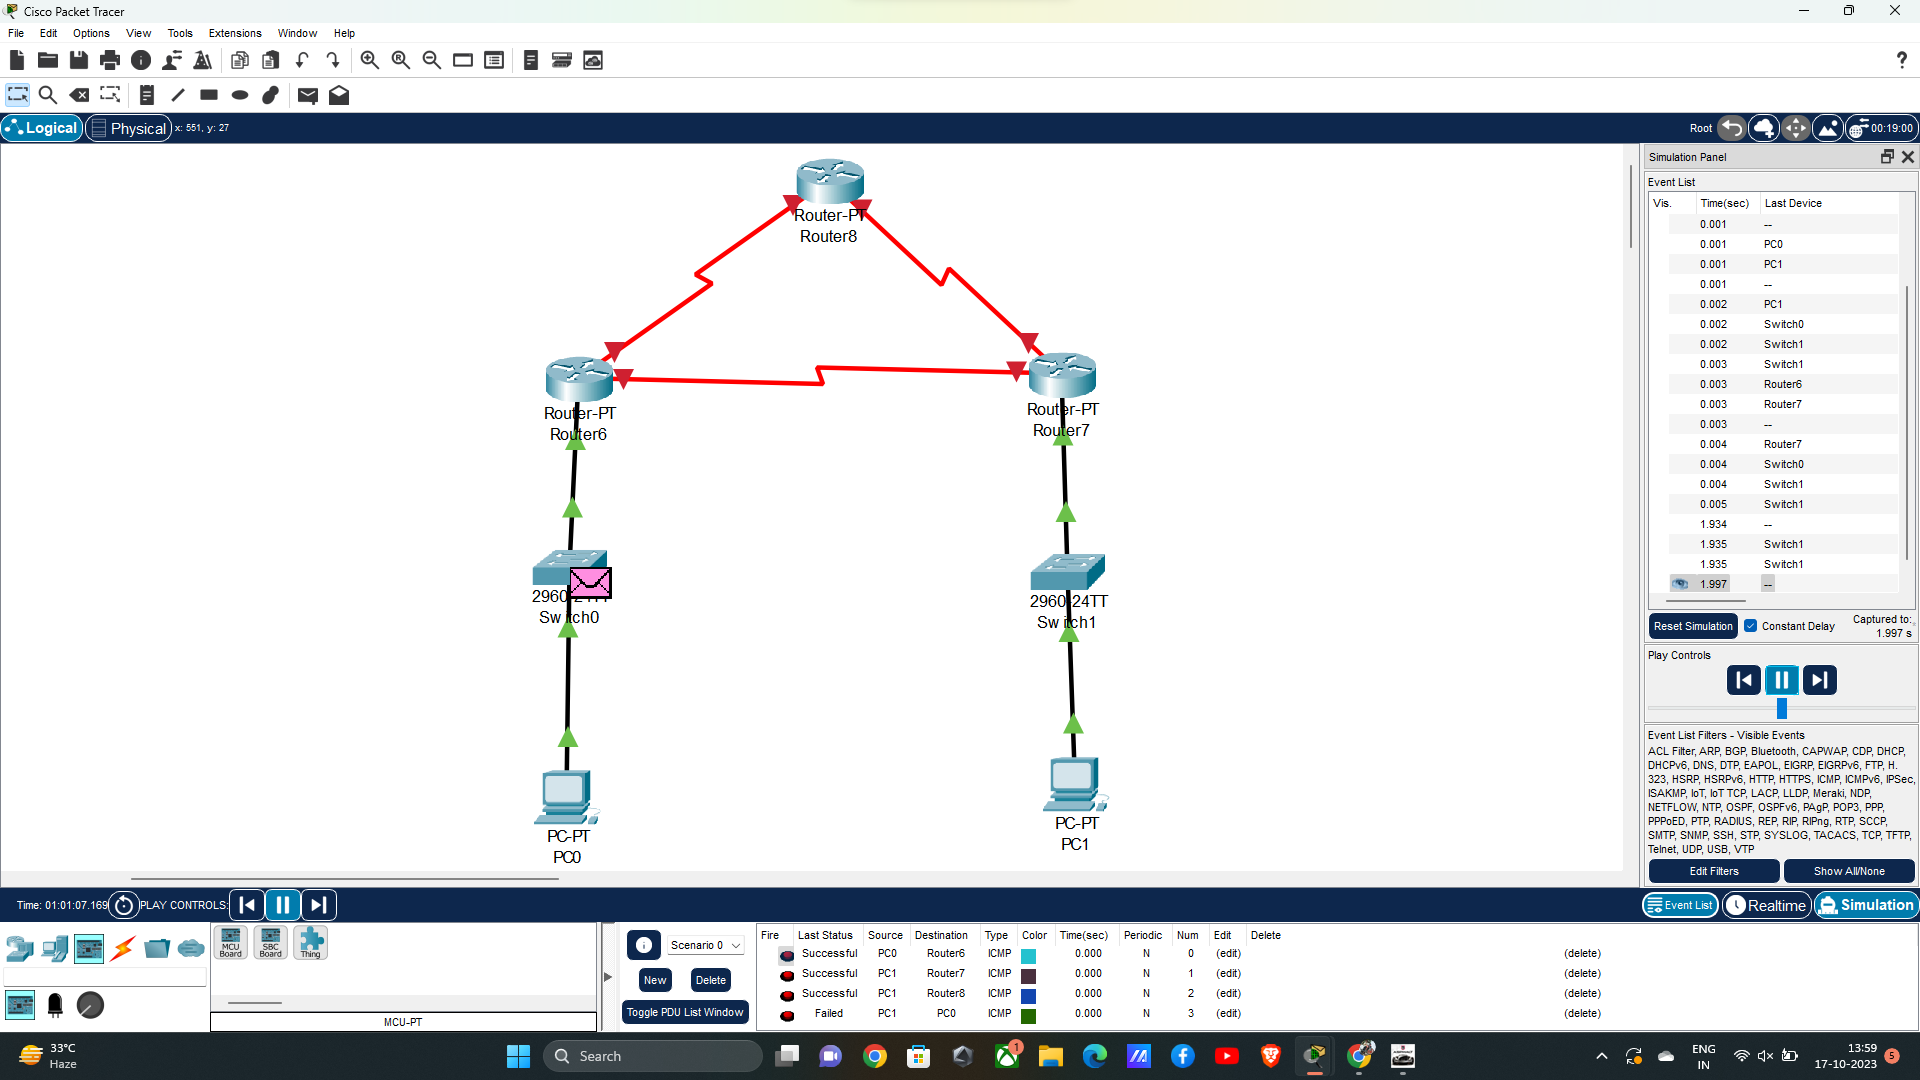 Cisco Packet Tracer
File Edit Options View Tools Extensions Window Help
Logical Physical x: 551, y: 27 Root 00:19:00
Router-PT
Router8
Router-PT
Router6
Router-PT
Router7
2960-24TT
Switch0
2960-24TT
Switch1
PC-PT
PC0
PC-PT
PC1
Simulation Panel
Event List
Vis. Time(sec) Last Device
0.001 --
0.001 PC0
0.001 PC1
0.001 --
0.002 PC1
0.002 Switch0
0.002 Switch1
0.003 Switch1
0.003 Router6
0.003 Router7
0.003 --
0.004 Router7
0.004 Switch0
0.004 Switch1
0.005 Switch1
1.934 --
1.935 Switch1
1.935 Switch1
1.997 --
Reset Simulation Constant Delay Captured to:
1.997 s
Play Controls
Event List Filters - Visible Events
ACL Filter, ARP, BGP, Bluetooth, CAPWAP, CDP, DHCP,
DHCPv6, DNS, DTP, EAPOL, EIGRP, EIGRPv6, FTP, H.
323, HSRP, HSRPv6, HTTP, HTTPS, ICMP, ICMPv6, IPSec,
ISAKMP, IoT, IoT TCP, LACP, LLDP, Meraki, NDP,
NETFLOW, NTP, OSPF, OSPFv6, PAgP, POP3, PPP,
PPPoED, PTP, RADIUS, REP, RIP, RIPng, RTP, SCCP,
SMTP, SNMP, SSH, STP, SYSLOG, TACACS, TCP, TFTP,
Telnet, UDP, USB, VTP
Edit Filters Show All/None
Time: 01:01:07.169 PLAY CONTROLS: Event List Realtime Simulation
MCU Board SBC Board Thing
MCU-PT
Scenario 0
New Delete
Toggle PDU List Window
Fire Last Status Source Destination Type Color Time(sec) Periodic Num Edit Delete
Successful PC0 Router6 ICMP 0.000 N 0 (edit) (delete)
Successful PC1 Router7 ICMP 0.000 N 1 (edit) (delete)
Successful PC1 Router8 ICMP 0.000 N 2 (edit) (delete)
Failed PC1 PC0 ICMP 0.000 N 3 (edit) (delete)
33°C
Haze
Search
1
ENG
IN
13:59
17-10-2023
5